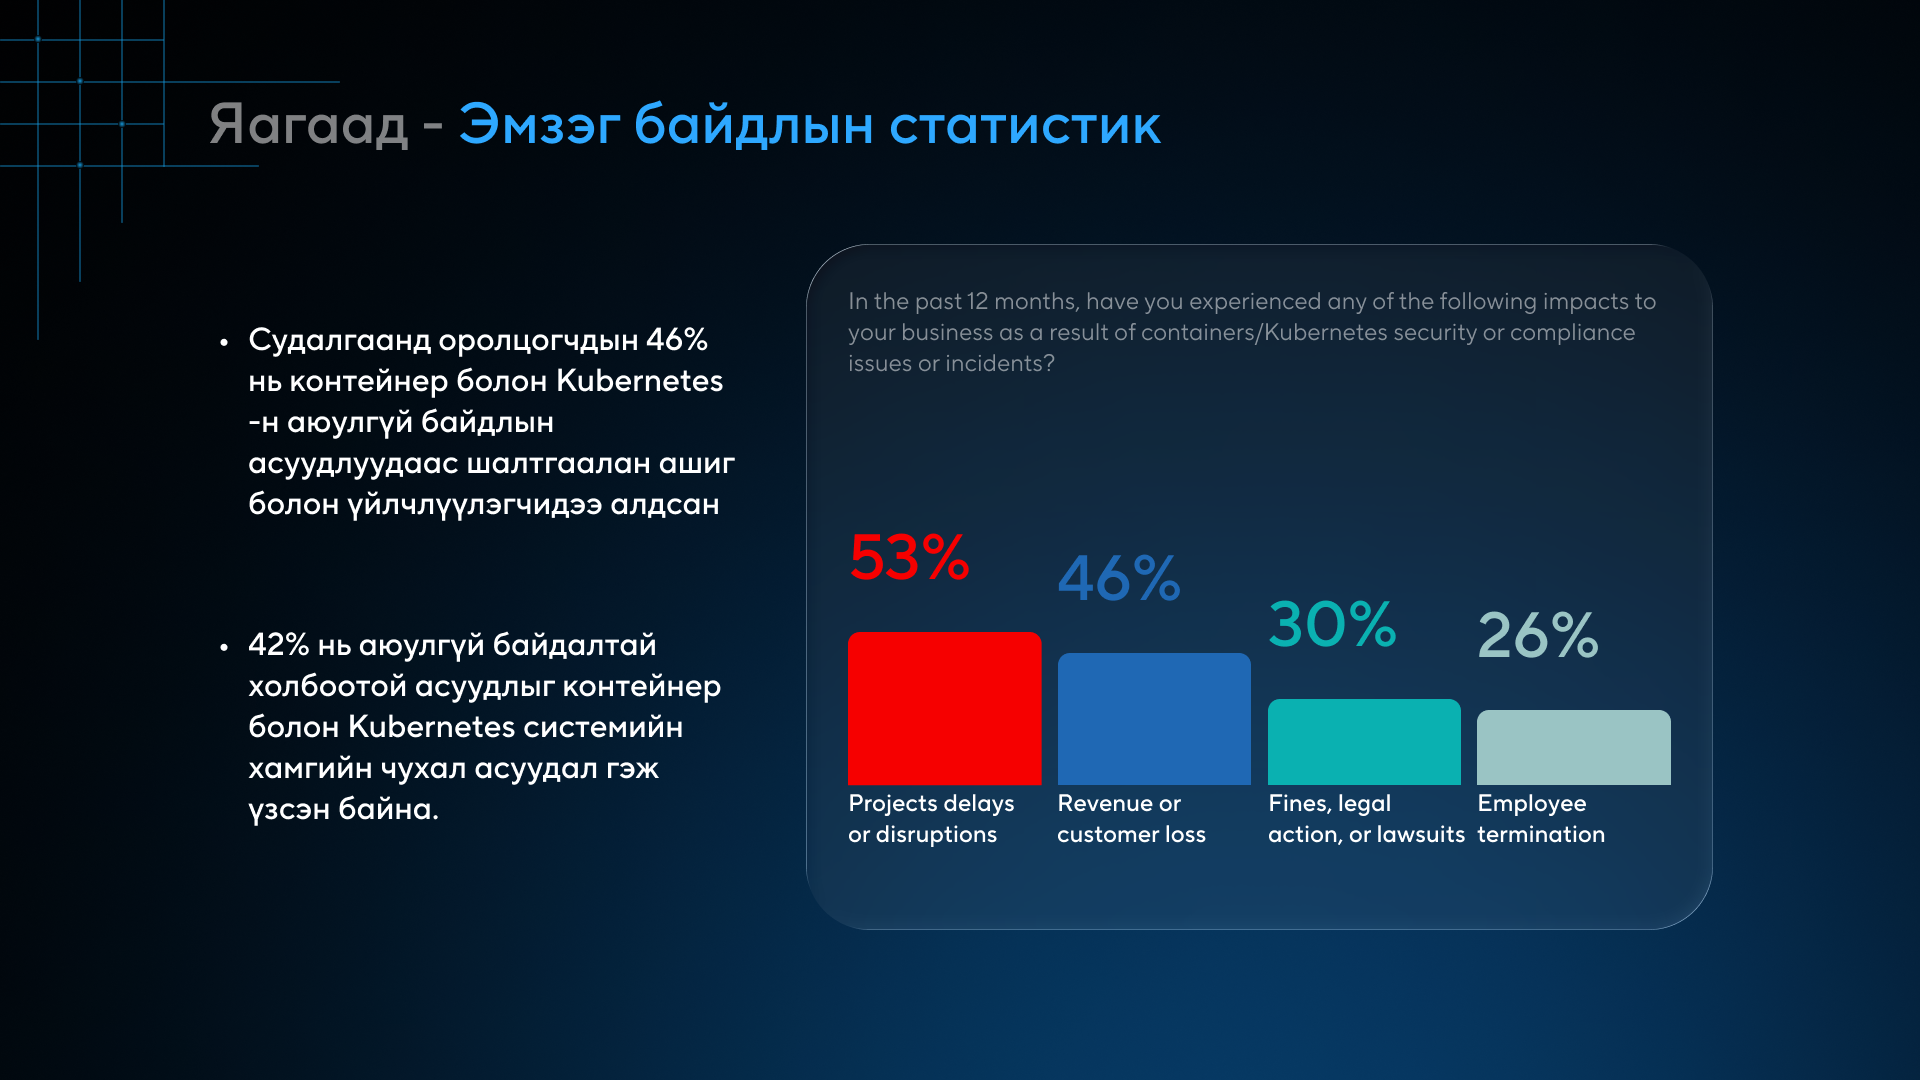 Яагаад - Эмзэг байдлын статистик
• Судалгаанд оролцогчдын 46%
нь контейнер болон Kubernetes
-н аюулгүй байдлын
асуудлуудаас шалтгаалан ашиг
болон үйлчлүүлэгчидээ алдсан
• 42% нь аюулгүй байдалтай
холбоотой асуудлыг контейнер
болон Kubernetes системийн
хамгийн чухал асуудал гэж
үзсэн байна.
In the past 12 months, have you experienced any of the following impacts to
your business as a result of containers/Kubernetes security or compliance
issues or incidents?
53%
Projects delays
or disruptions
46%
Revenue or
customer loss
30%
Fines, legal
action, or lawsuits
26%
Employee
termination